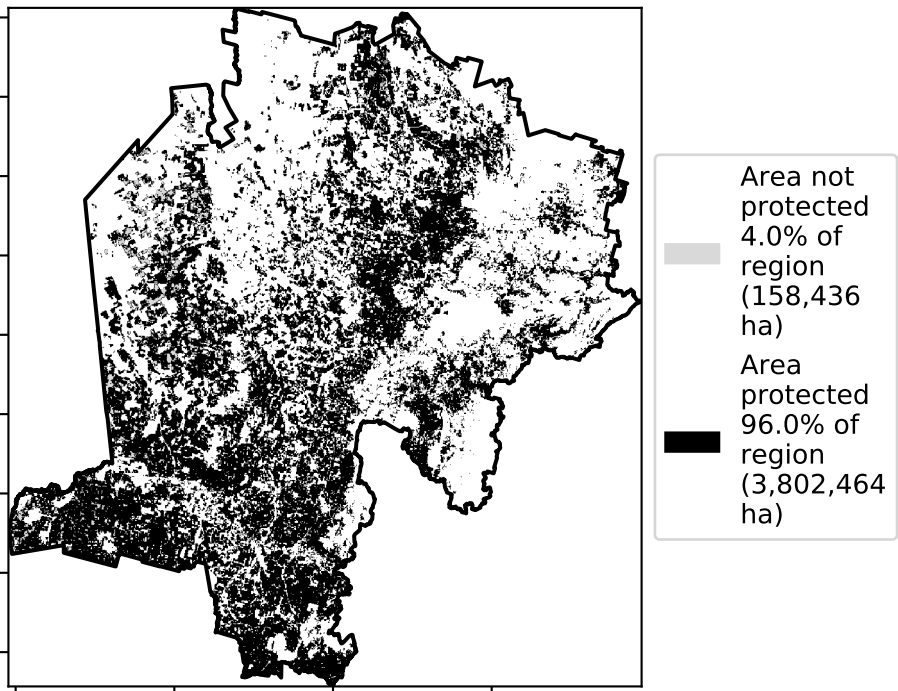 Area not
protected
4.0% of
region
(158,436
ha)
Area
protected
96.0% of
region
(3,802,464
ha)